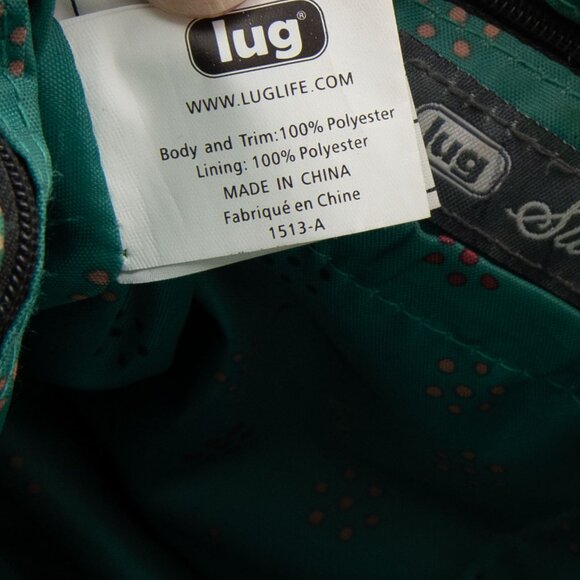 lug®
WWW.LUGLIFE.COM
Body and Trim:100% Polyester
Lining: 100% Polyester
MADE IN CHINA
Fabriqué en Chine
1513-A
lug